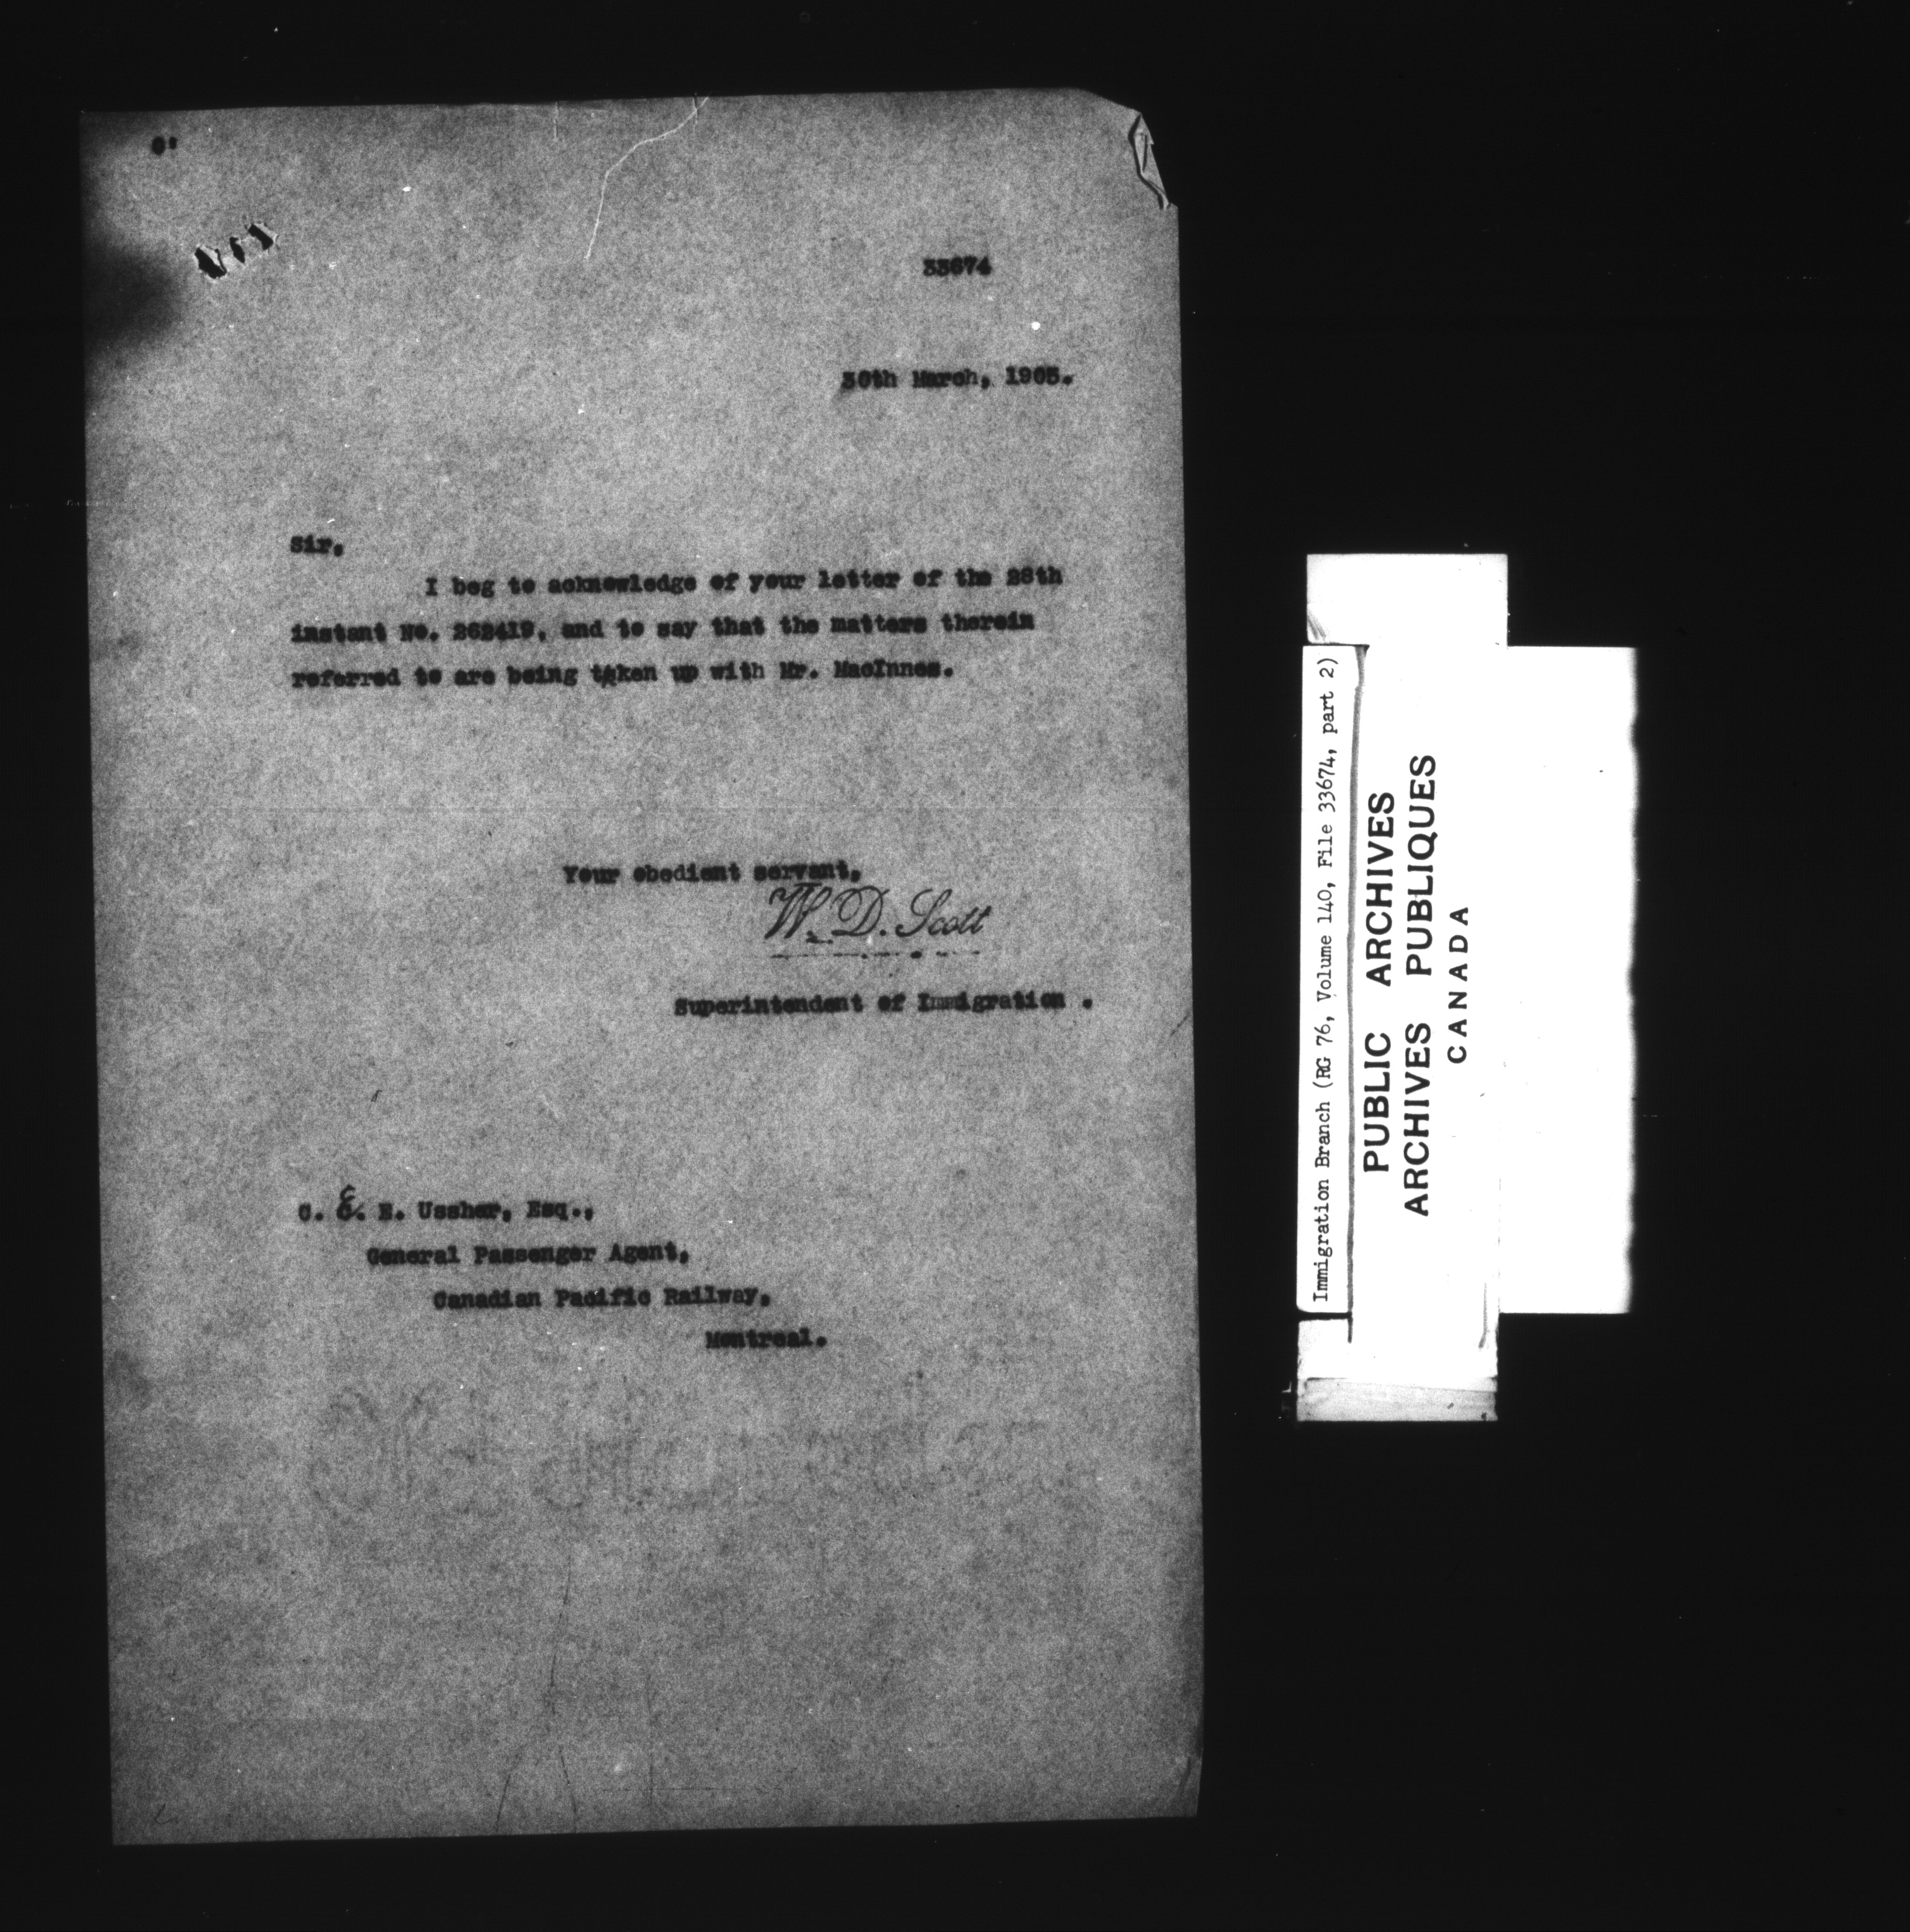 33674
30th March, 1905.
Sir,
I beg to acknowledge of your letter of the 28th
instant No. 262419, and to say that the matters therein
referred to are being taken up with Mr. MacInnes.
Your obedient servant,
W. D. Scott
Superintendent of Immigration .
C. E. E. Ussher, Esq.,
General Passenger Agent,
Canadian Pacific Railway,
Montreal.
Immigration Branch (RG 76, Volume 140, File 33674, part 2)
PUBLIC ARCHIVES
ARCHIVES PUBLIQUES
CANADA